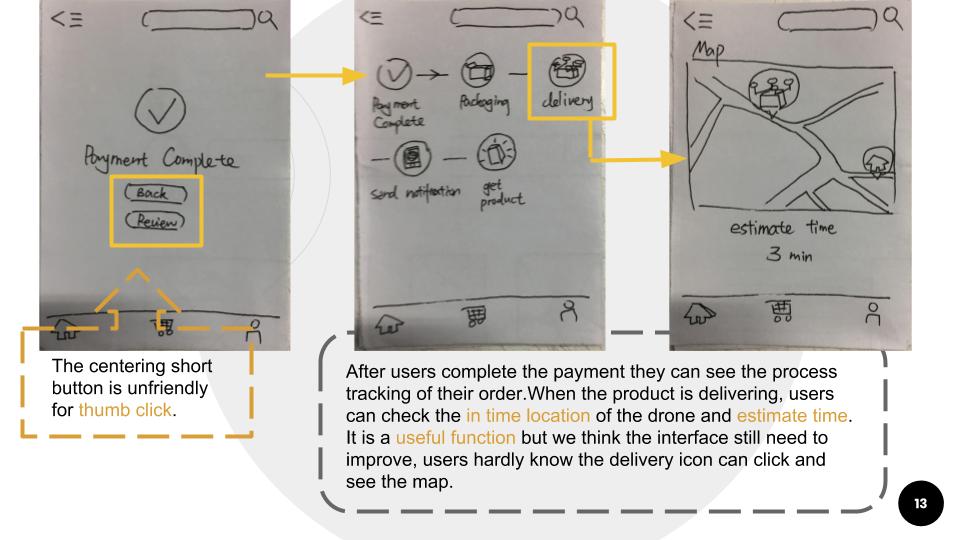 Payment Complete
Back
Review
Payment
Complete
Packaging
delivery
send notification
get
product
Map
estimate time
3 min
The centering short
button is unfriendly
for thumb click.
After users complete the payment they can see the process
tracking of their order.When the product is delivering, users
can check the in time location of the drone and estimate time.
It is a useful function but we think the interface still need to
improve, users hardly know the delivery icon can click and
see the map.
13